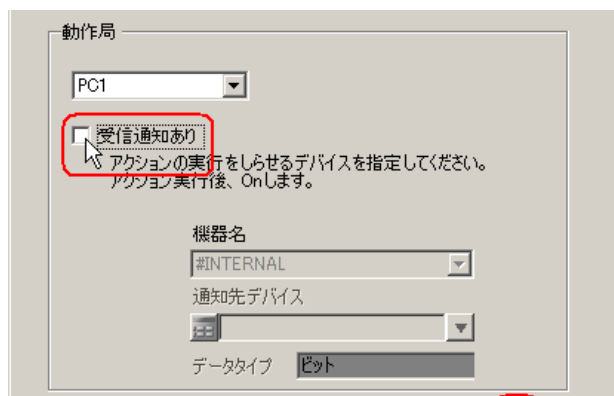 動作局
PC1
受信通知あり
アクションの実行をしらせるデバイスを指定してください。
アクション実行後、Onします。
機器名
#INTERNAL
通知先デバイス
データタイプ ビット